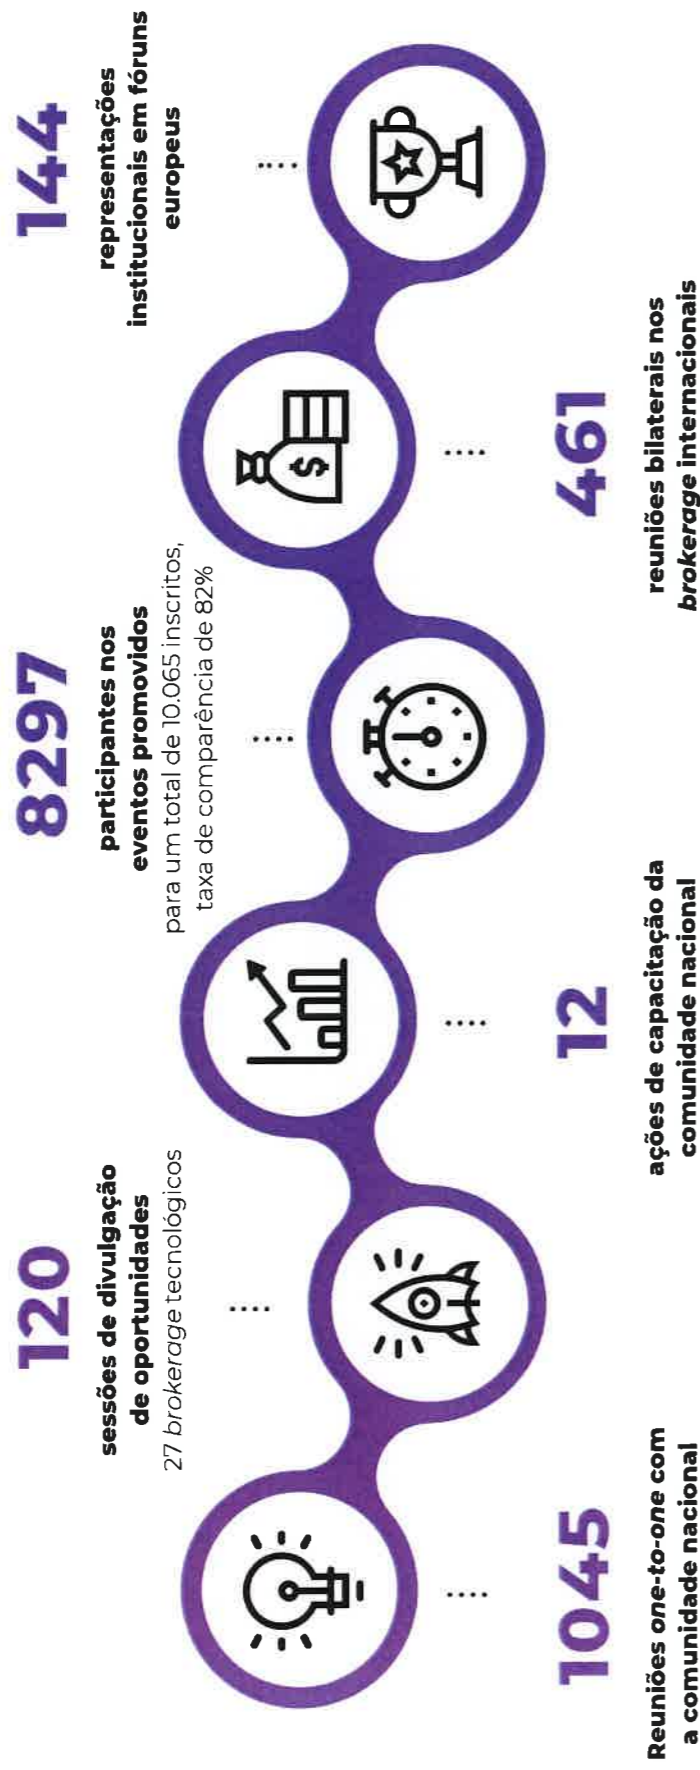 1045
Reuniões one-to-one com
a comunidade nacional
120
sessões de divulgação
de oportunidades
27 brokerage tecnológicos
12
ações de capacitação da
comunidade nacional
8297
participantes nos
eventos promovidos
para um total de 10.065 inscritos,
taxa de comparência de 82%
461
reuniões bilaterais nos
brokerage internacionais
144
representações
institucionais em fóruns
europeus
$